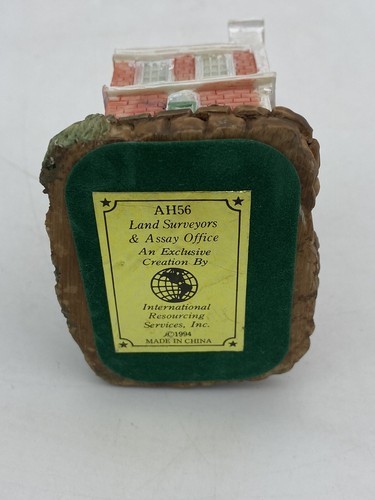 AH56
Land Surveyors
& Assay Office
An Exclusive
Creation By
International
Resourcing
Services, Inc.
©1994
MADE IN CHINA